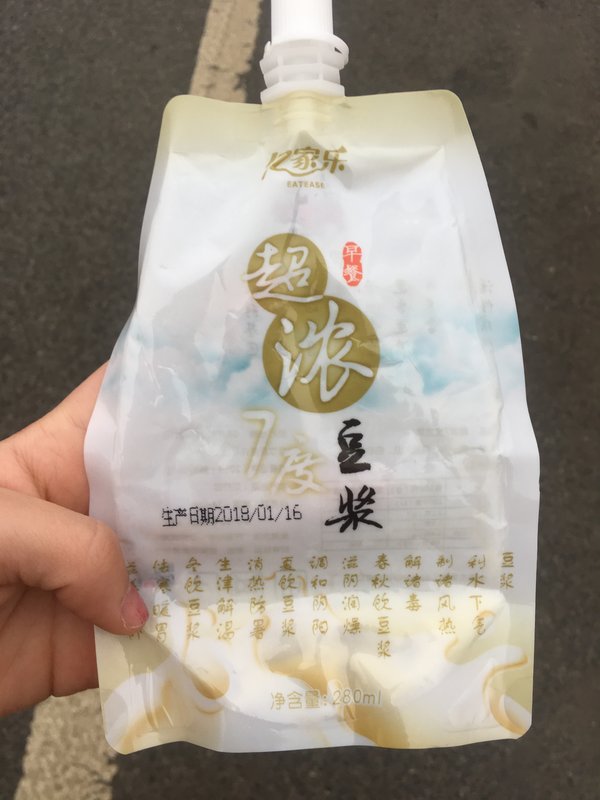 亿家乐
EATEASE
早餐
超浓
7度
豆浆
生产日期2018/01/16
豆浆
利水下气
制诸风热
解诸毒
春秋饮豆浆
滋阴润燥
调和阴阳
夏饮豆浆
消热防暑
生津解渴
冬饮豆浆
祛寒暖胃
净含量:280ml